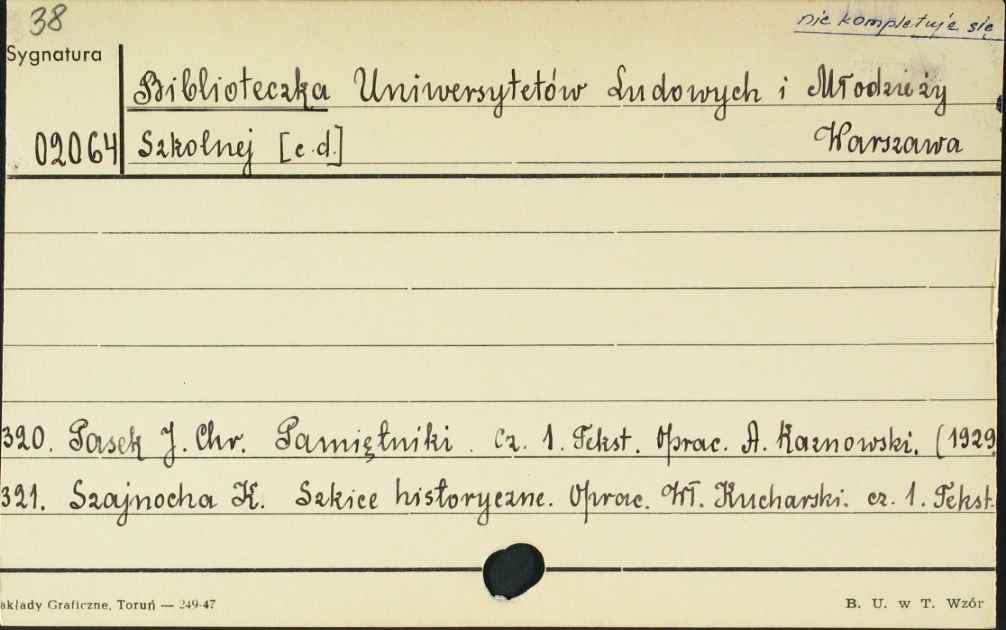 38
nie kompletuje się
Sygnatura
Biblioteczka Uniwersytetów Ludowych i Młodzieży
02064 Szkolnej [c.d.] Warszawa
320. Pasek J. Chr. Pamiętniki. Cz. 1. Tekst. Oprac. A. Kaznowski. (1929
321. Szajnocha K. Szkice historyczne. Oprac. Wł. Kucharski. cz. 1. Tekst.
akłady Graficzne, Toruń — 249-47 B. U. w T. Wzór